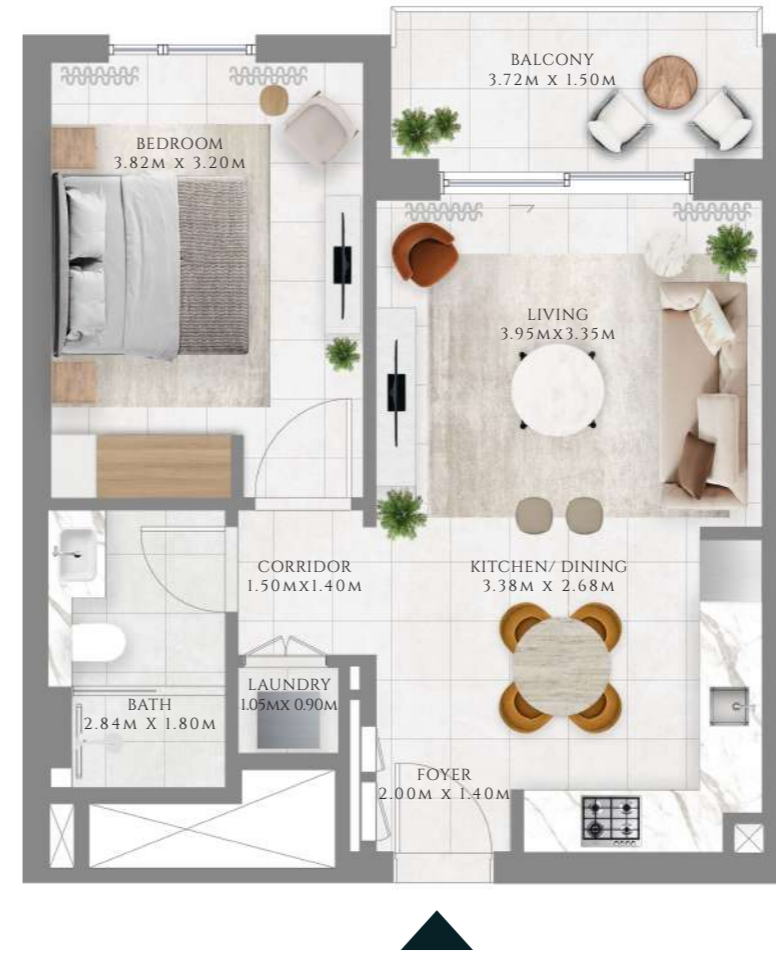 BALCONY
3.72M X 1.50M
BEDROOM
3.82M X 3.20M
LIVING
3.95MX3.35M
CORRIDOR
1.50MX1.40M
KITCHEN/ DINING
3.38M X 2.68M
LAUNDRY
1.05MX 0.90M
BATH
2.84M X 1.80M
FOYER
2.00M X 1.40M